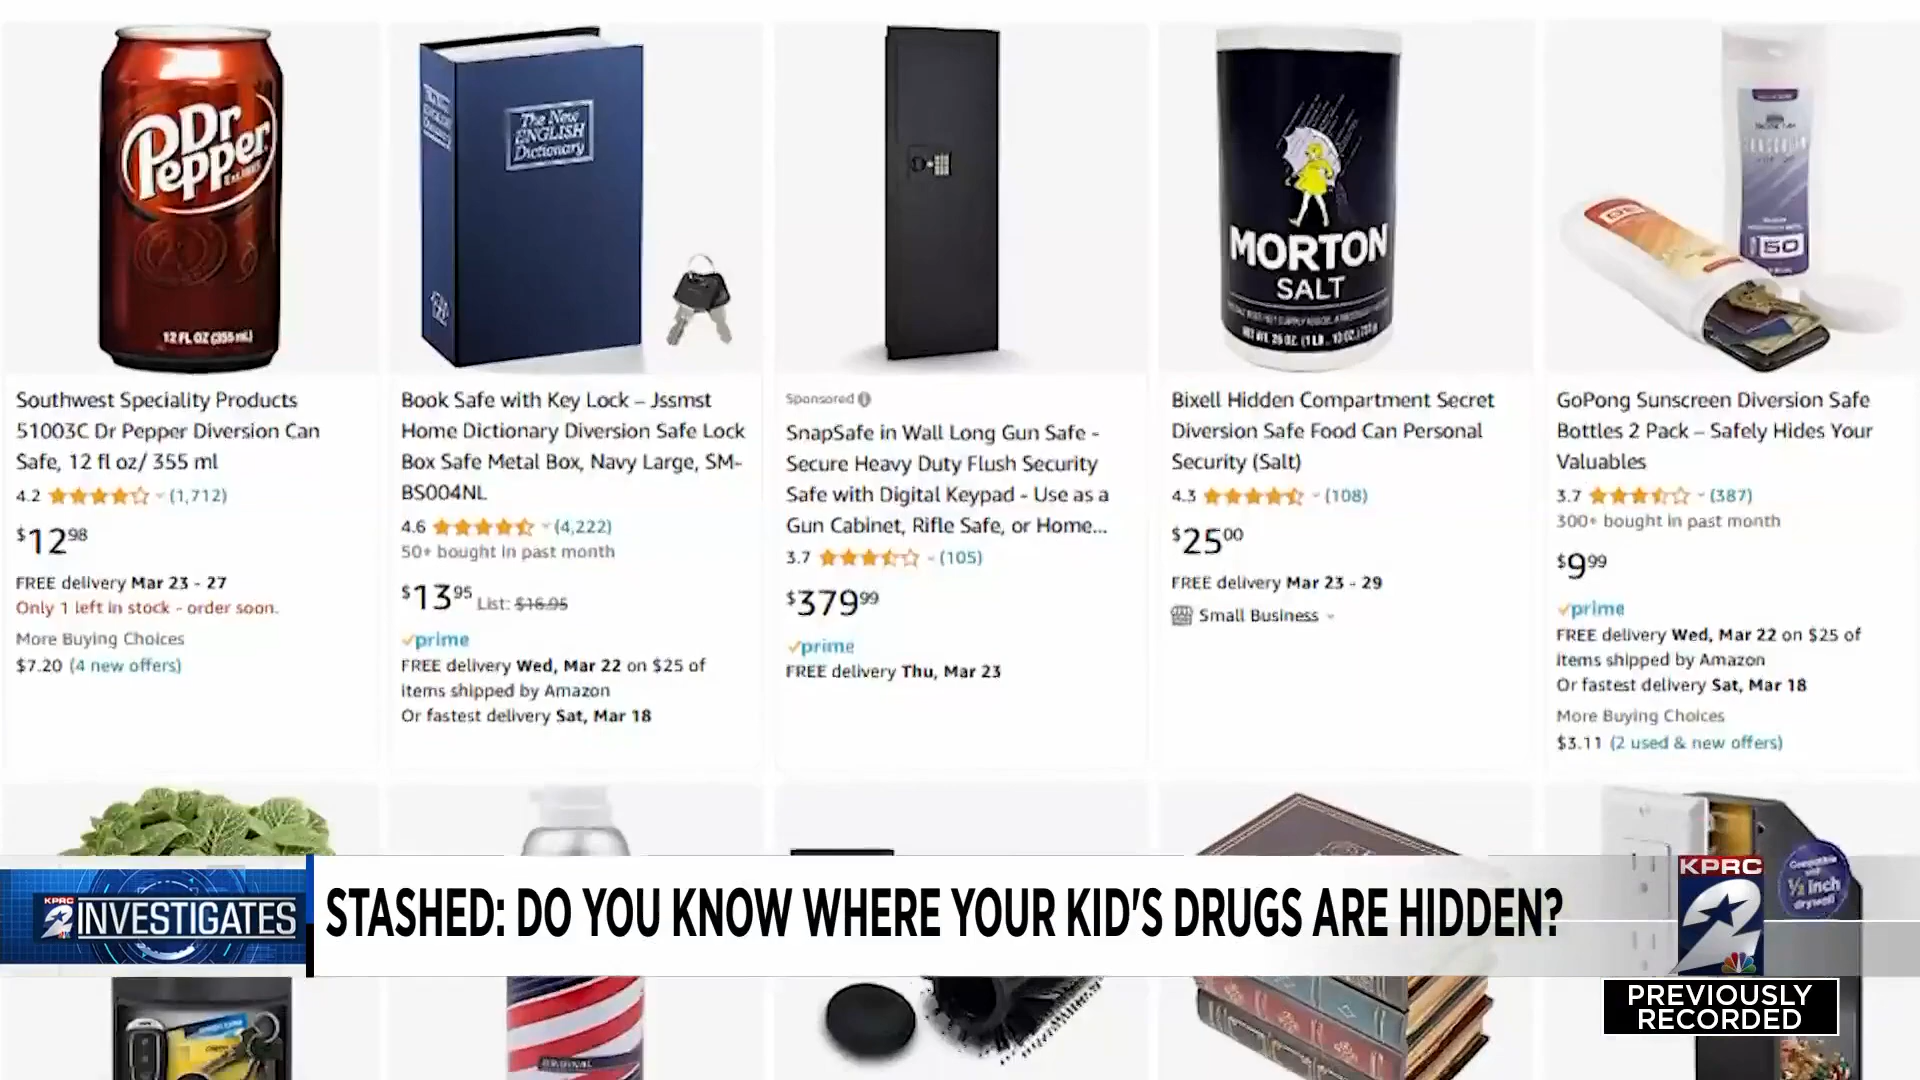 Dr
Pepper
12 FL OZ (355 mL)
Southwest Speciality Products
51003C Dr Pepper Diversion Can
Safe, 12 fl oz/ 355 ml
4.2 (1,712)
$12 98
FREE delivery Mar 23 - 27
Only 1 left in stock - order soon.
More Buying Choices
$7.20 (4 new offers)
The New
ENGLISH
Dictionary
Book Safe with Key Lock – Jssmst
Home Dictionary Diversion Safe Lock
Box Safe Metal Box, Navy Large, SM-
BS004NL
4.6 (4,222)
50+ bought in past month
$13 95 List: $16.95
prime
FREE delivery Wed, Mar 22 on $25 of
items shipped by Amazon
Or fastest delivery Sat, Mar 18
Sponsored
SnapSafe in Wall Long Gun Safe -
Secure Heavy Duty Flush Security
Safe with Digital Keypad - Use as a
Gun Cabinet, Rifle Safe, or Home...
3.7 (105)
$379 99
prime
FREE delivery Thu, Mar 23
MORTON
SALT
Bixell Hidden Compartment Secret
Diversion Safe Food Can Personal
Security (Salt)
4.3 (108)
$25 00
FREE delivery Mar 23 - 29
Small Business
50
GoPong Sunscreen Diversion Safe
Bottles 2 Pack – Safely Hides Your
Valuables
3.7 (387)
300+ bought in past month
$9 99
prime
FREE delivery Wed, Mar 22 on $25 of
items shipped by Amazon
Or fastest delivery Sat, Mar 18
More Buying Choices
$3.11 (2 used & new offers)
KPRC
2 INVESTIGATES
STASHED: DO YOU KNOW WHERE YOUR KID'S DRUGS ARE HIDDEN?
KPRC
2
½ inch
drywall
PREVIOUSLY
RECORDED